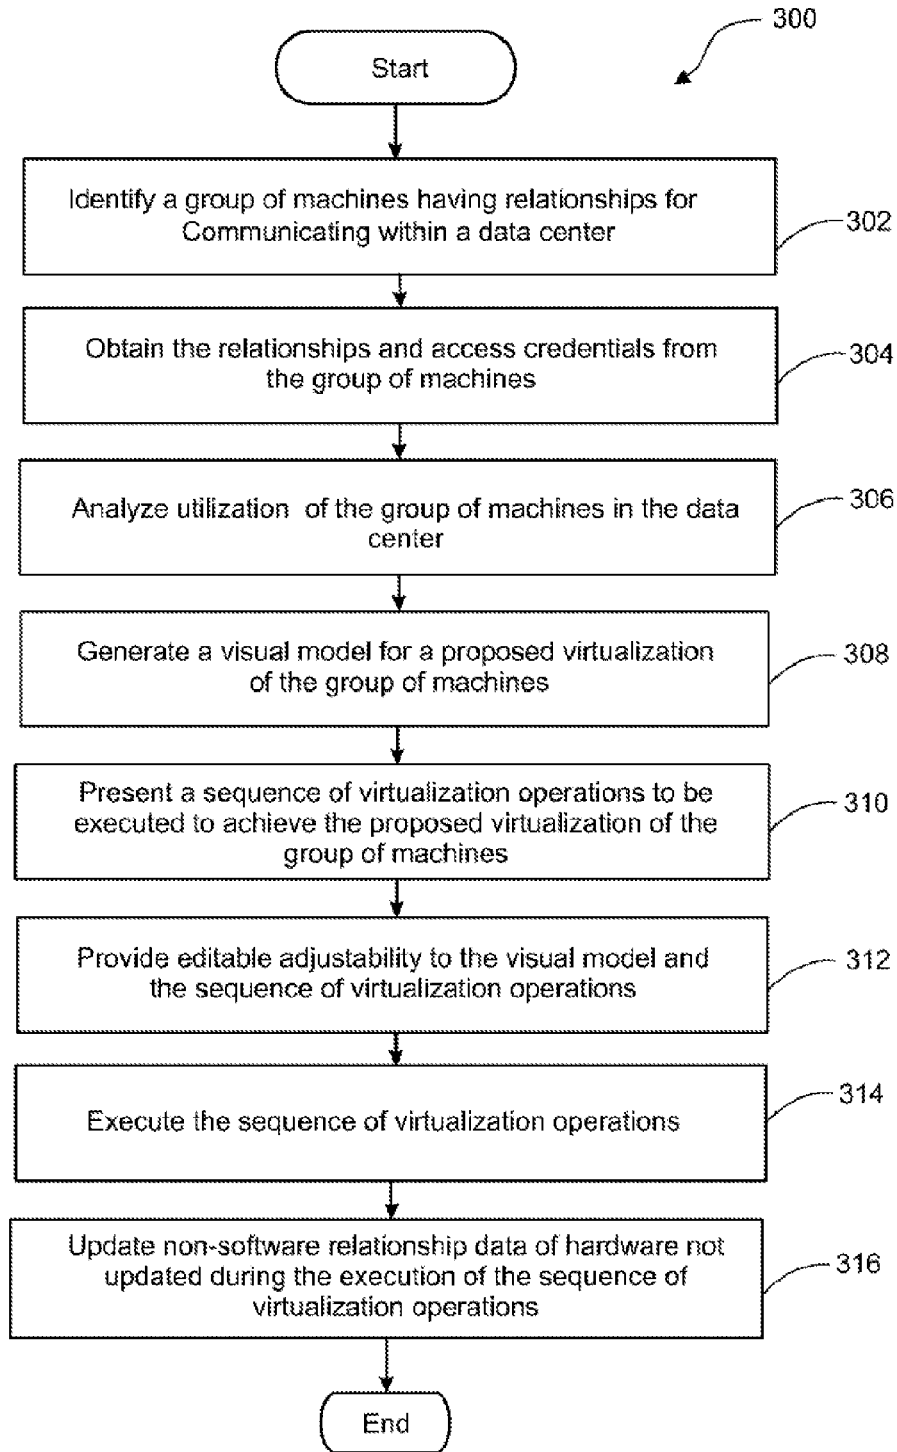 300
Start
Identify a group of machines having relationships for
Communicating within a data center
302
Obtain the relationships and access credentials from
the group of machines
304
Analyze utilization of the group of machines in the data
center
306
Generate a visual model for a proposed virtualization
of the group of machines
308
Present a sequence of virtualization operations to be
executed to achieve the proposed virtualization of the
group of machines
310
Provide editable adjustability to the visual model and
the sequence of virtualization operations
312
Execute the sequence of virtualization operations
314
Update non-software relationship data of hardware not
updated during the execution of the sequence of
virtualization operations
316
End